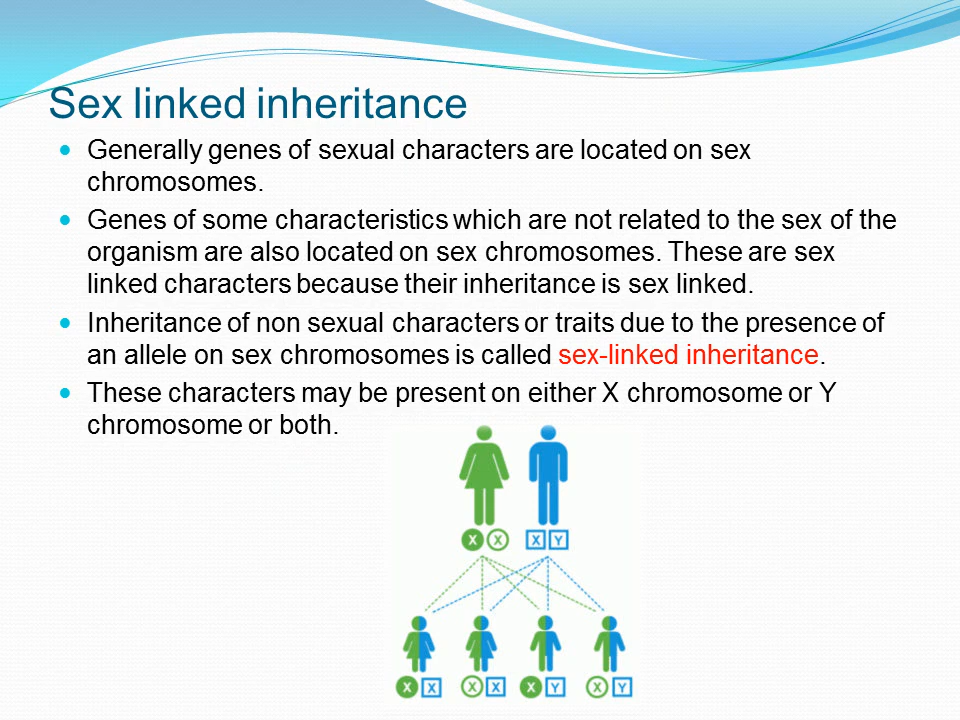 Sex linked inheritance
Generally genes of sexual characters are located on sex
chromosomes.
Genes of some characteristics which are not related to the sex of the
organism are also located on sex chromosomes. These are sex
linked characters because their inheritance is sex linked.
Inheritance of non sexual characters or traits due to the presence of
an allele on sex chromosomes is called sex-linked inheritance.
These characters may be present on either X chromosome or Y
chromosome or both.
X X X Y
X X X X X Y X Y